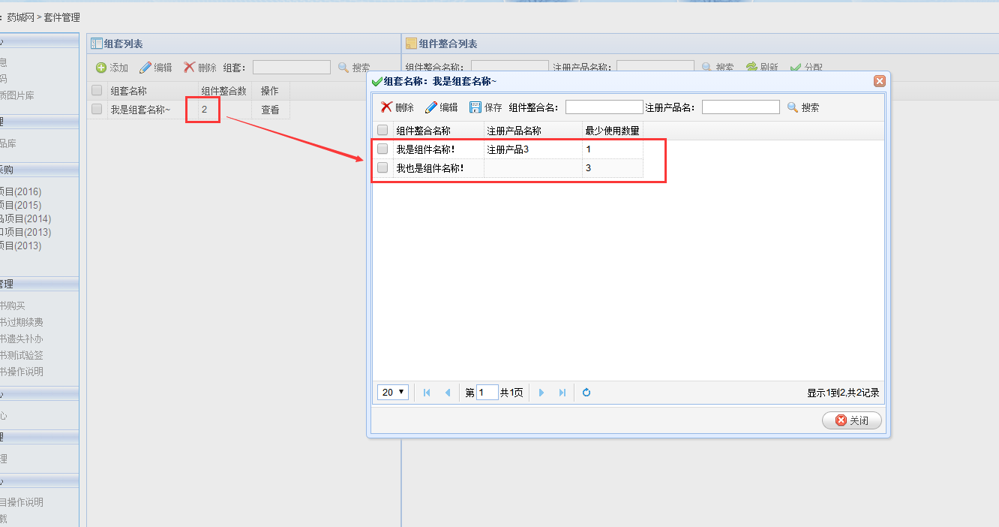 ：药城网 > 套件管理
心
息
码
质图片库
理
品库
采购
项目(2016)
项目(2015)
品项目(2014)
口项目(2013)
项目(2013)
管理
书购买
书过期续费
书遗失补办
书测试验签
书操作说明
心
心
理
理
心
目操作说明
载
组套列表
添加 编辑 删除 组套： 搜索
组套名称 组件整合数 操作
我是组套名称~ 2 查看
组件整合列表
组件整合名称： 注册产品名称： 搜索 刷新 分配
组套名称：我是组套名称~
删除 编辑 保存 组件整合名： 注册产品名： 搜索
组件整合名称 注册产品名称 最少使用数量
我是组件名称！ 注册产品3 1
我也是组件名称！ 3
20 第 1 共1页 显示1到2,共2记录
关闭